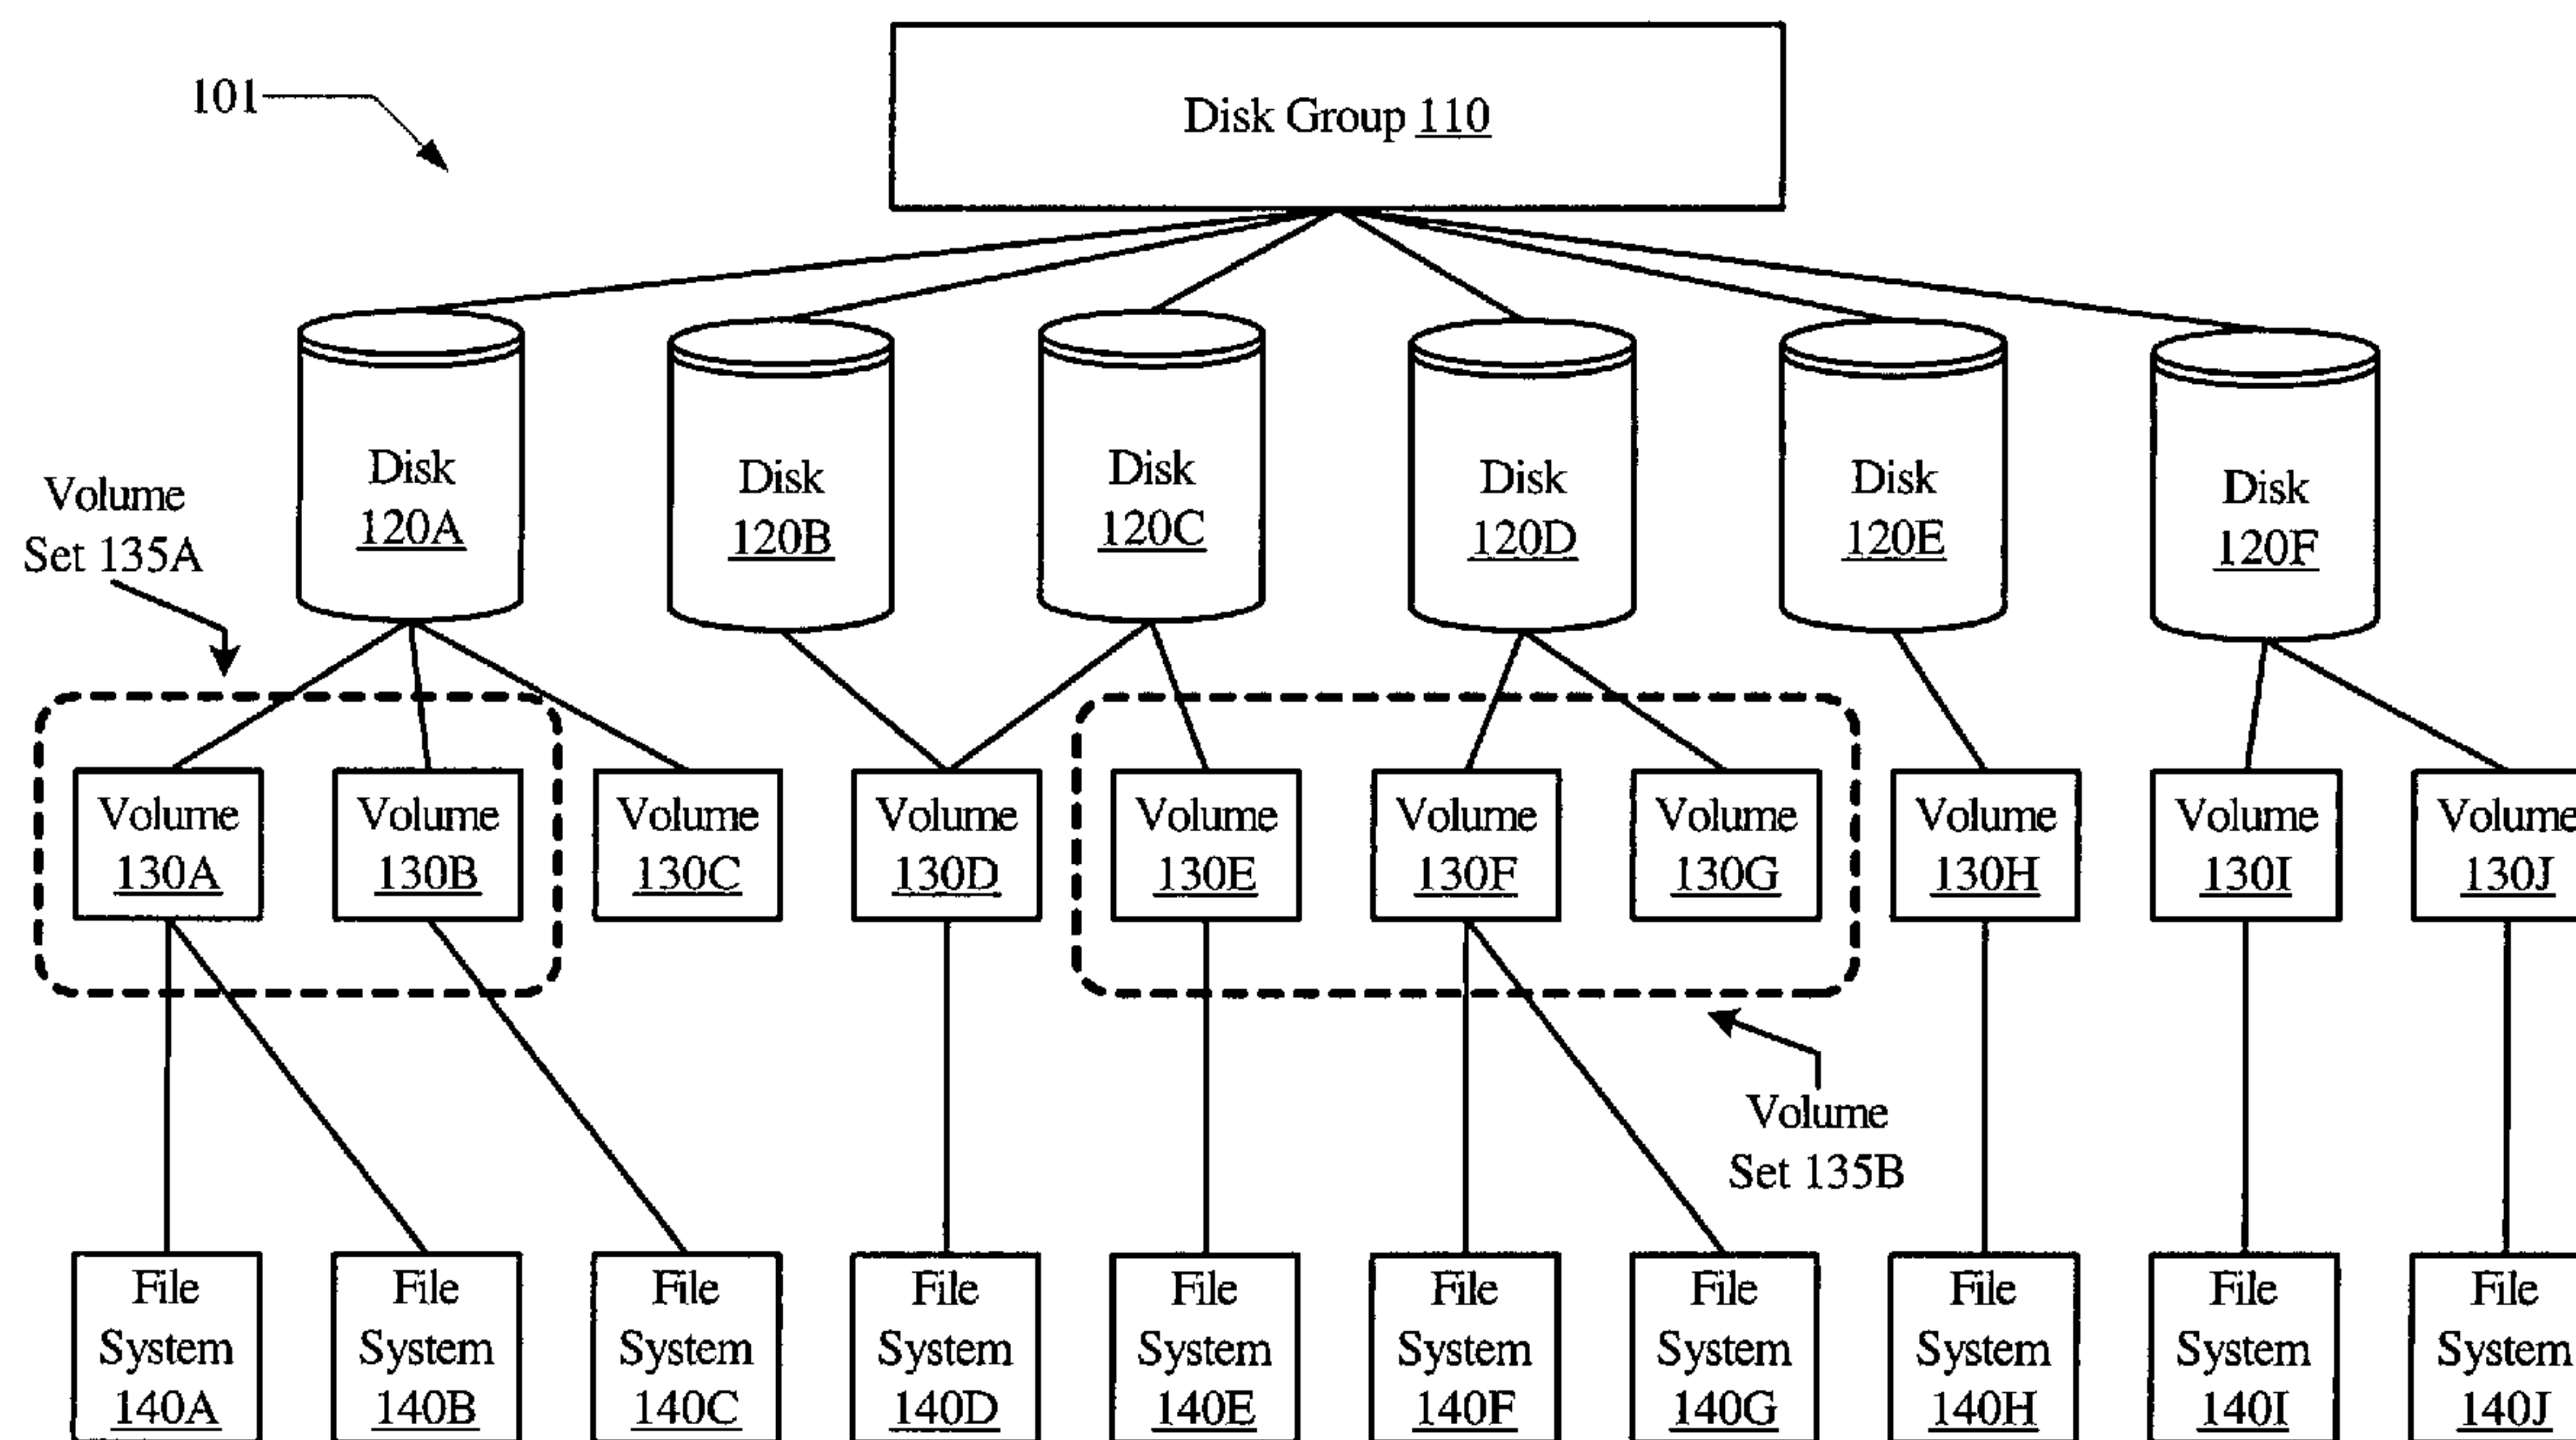 101
Disk Group 110
Disk
120A
Disk
120B
Disk
120C
Disk
120D
Disk
120E
Disk
120F
Volume
Set 135A
Volume
130A
Volume
130B
Volume
130C
Volume
130D
Volume
130E
Volume
130F
Volume
130G
Volume
130H
Volume
130I
Volume
130J
Volume
Set 135B
File
System
140A
File
System
140B
File
System
140C
File
System
140D
File
System
140E
File
System
140F
File
System
140G
File
System
140H
File
System
140I
File
System
140J